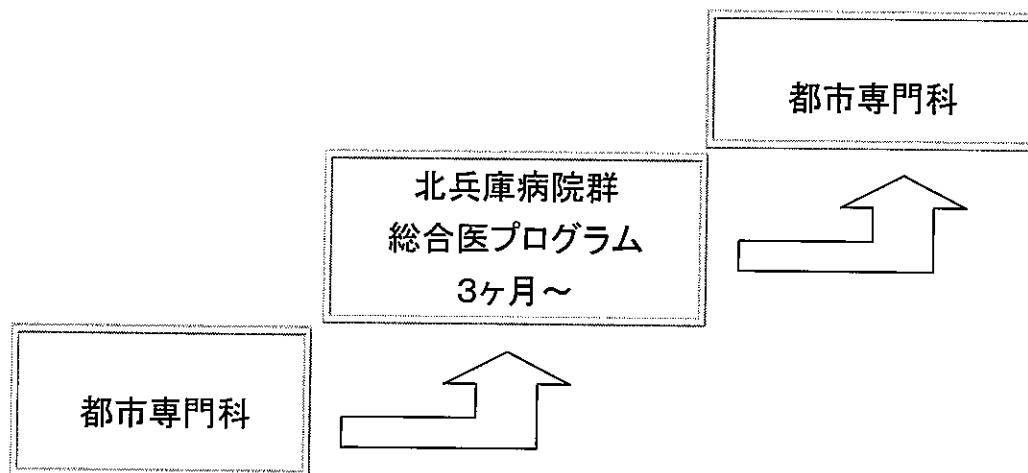 都市専門科
北兵庫病院群
総合医プログラム
3ヶ月～
都市専門科